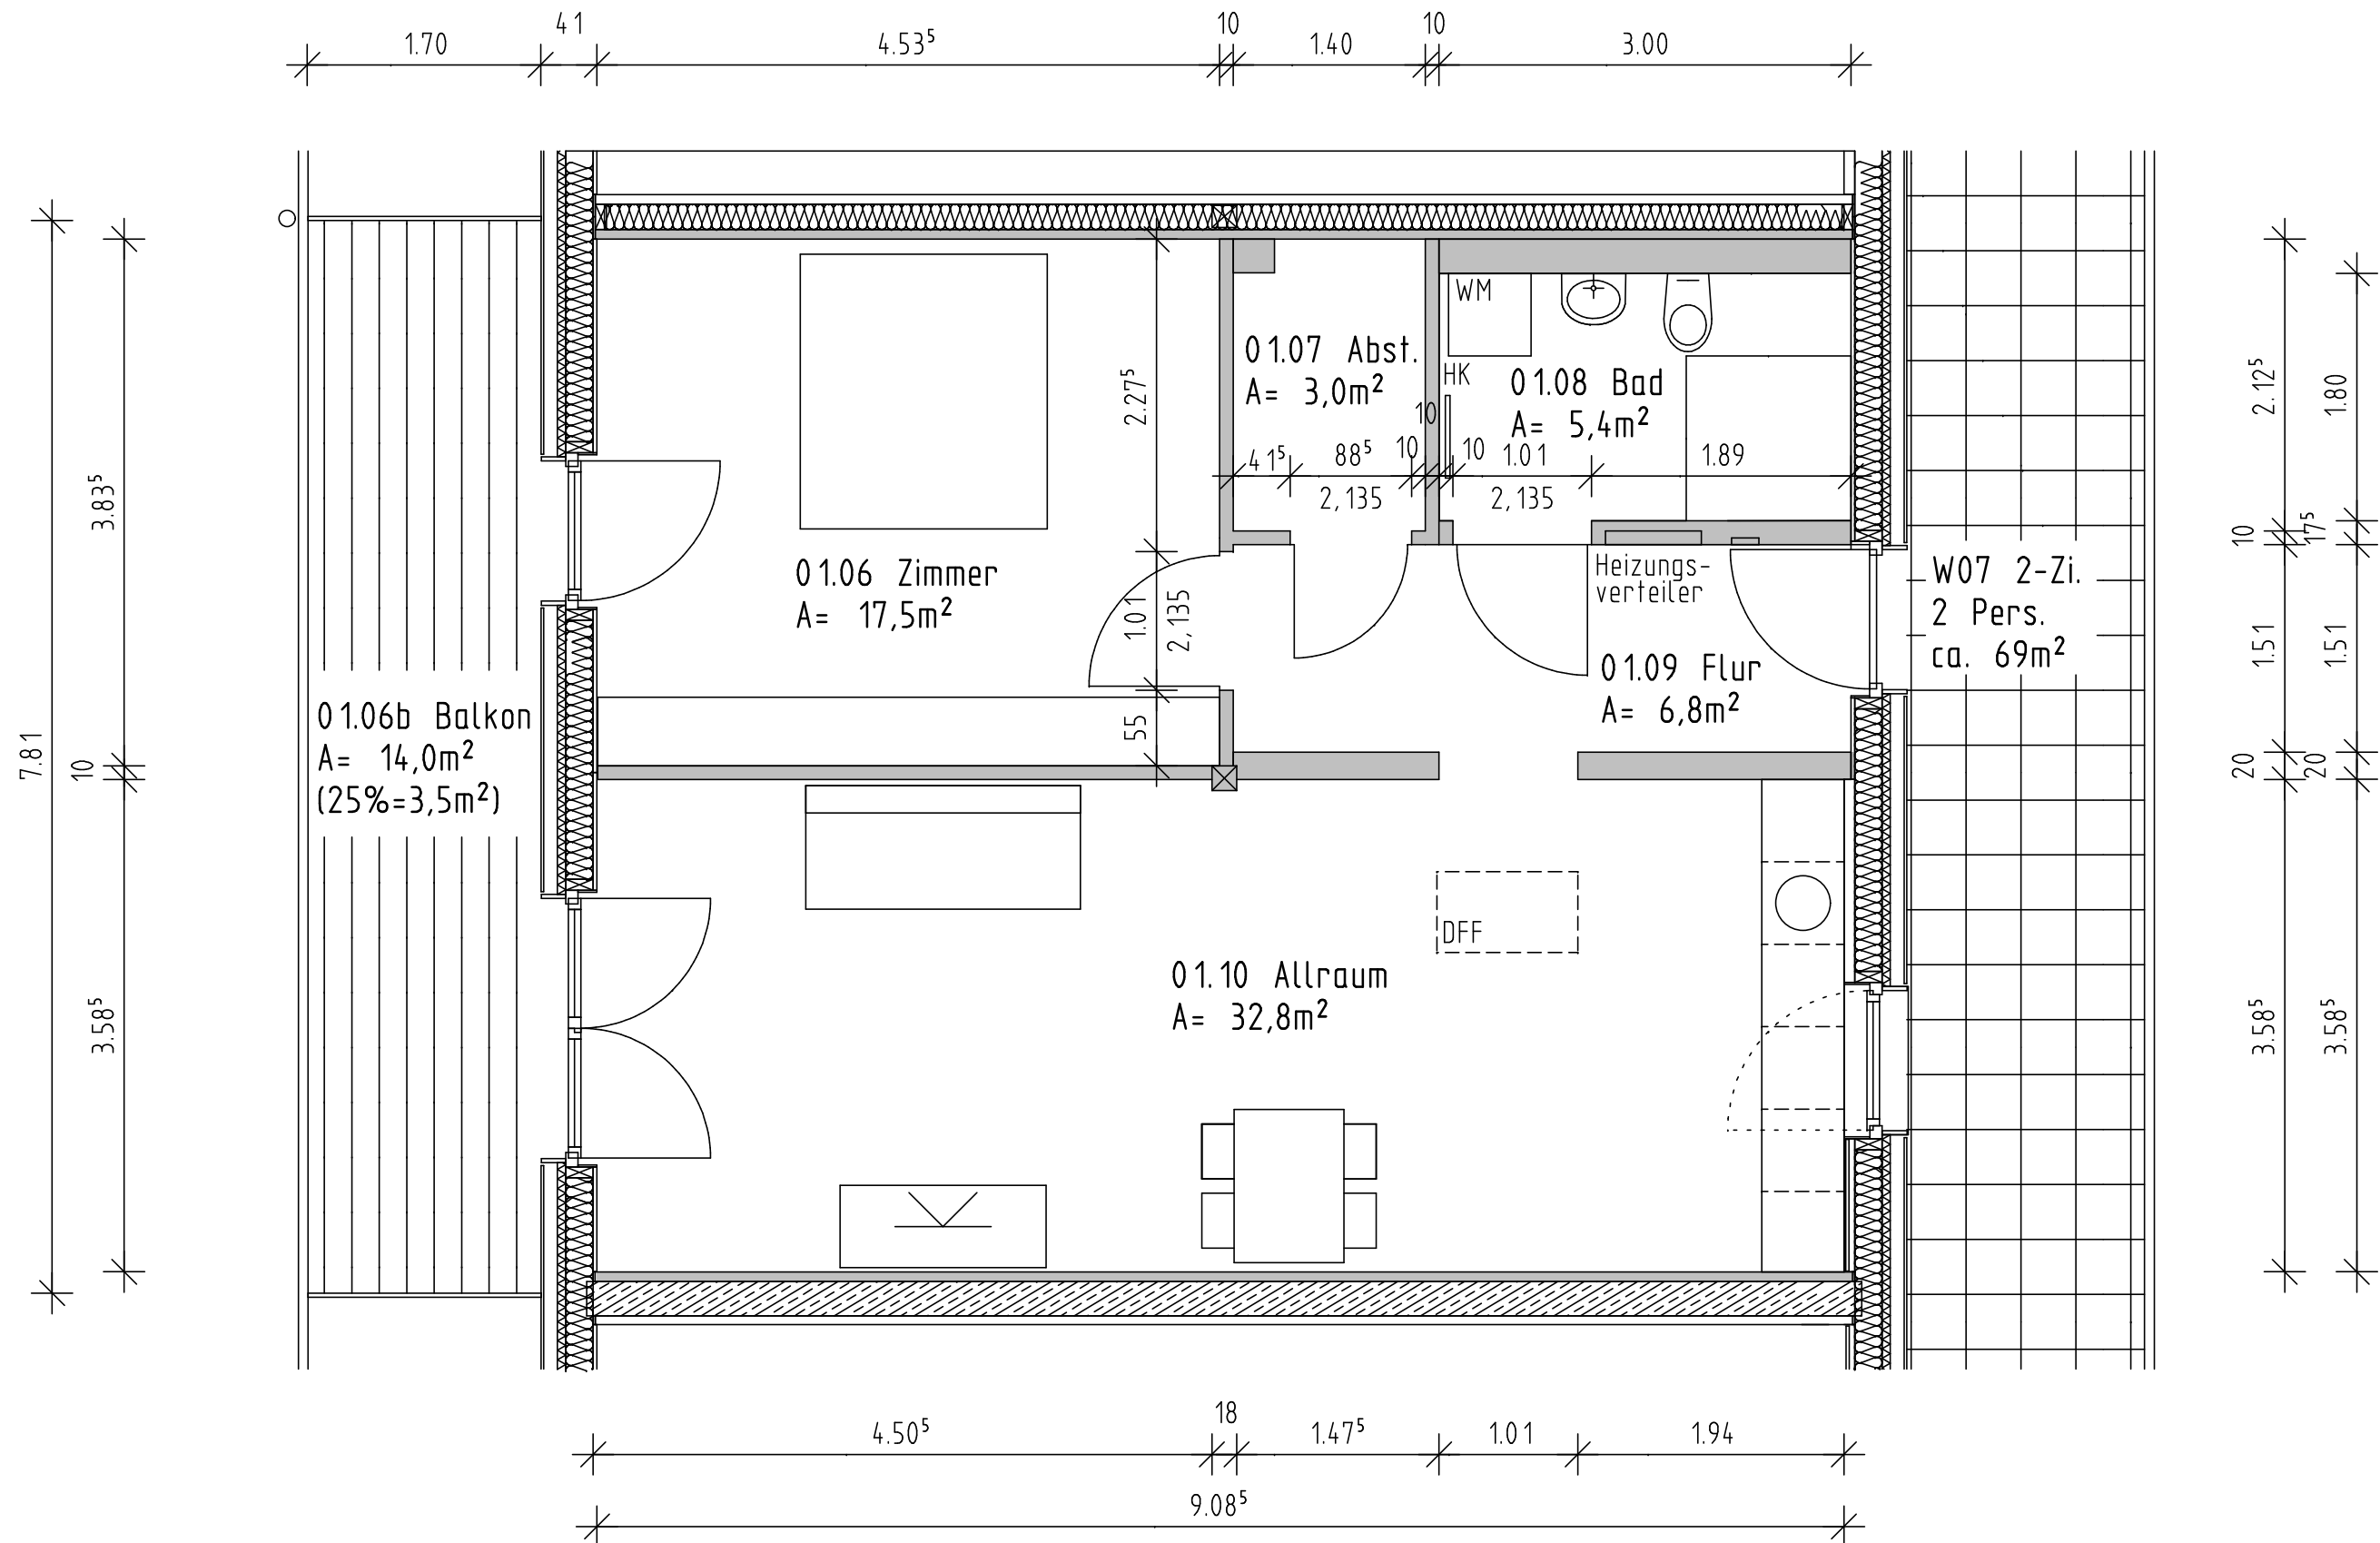 41
10
10
1.70
4.53⁵
1.40
3.00
WM
01.07 Abst.
A= 3,0m²
HK
01.08 Bad
A= 5,4m²
10
2.27⁵
2.12⁵
1.80
41⁵
88⁵
10
10
1.01
1.89
2,135
2,135
3.83⁵
10
17⁵
01.06 Zimmer
A= 17,5m²
1.01
2,135
Heizungs-
verteiler
W07 2-Zi.
2 Pers.
ca. 69m²
01.09 Flur
A= 6,8m²
1.51
1.51
01.06b Balkon
A= 14,0m²
(25%=3,5m²)
55
7.81
10
20
20
DFF
01.10 Allraum
A= 32,8m²
3.58⁵
3.58⁵
3.58⁵
18
4.50⁵
1.47⁵
1.01
1.94
9.08⁵